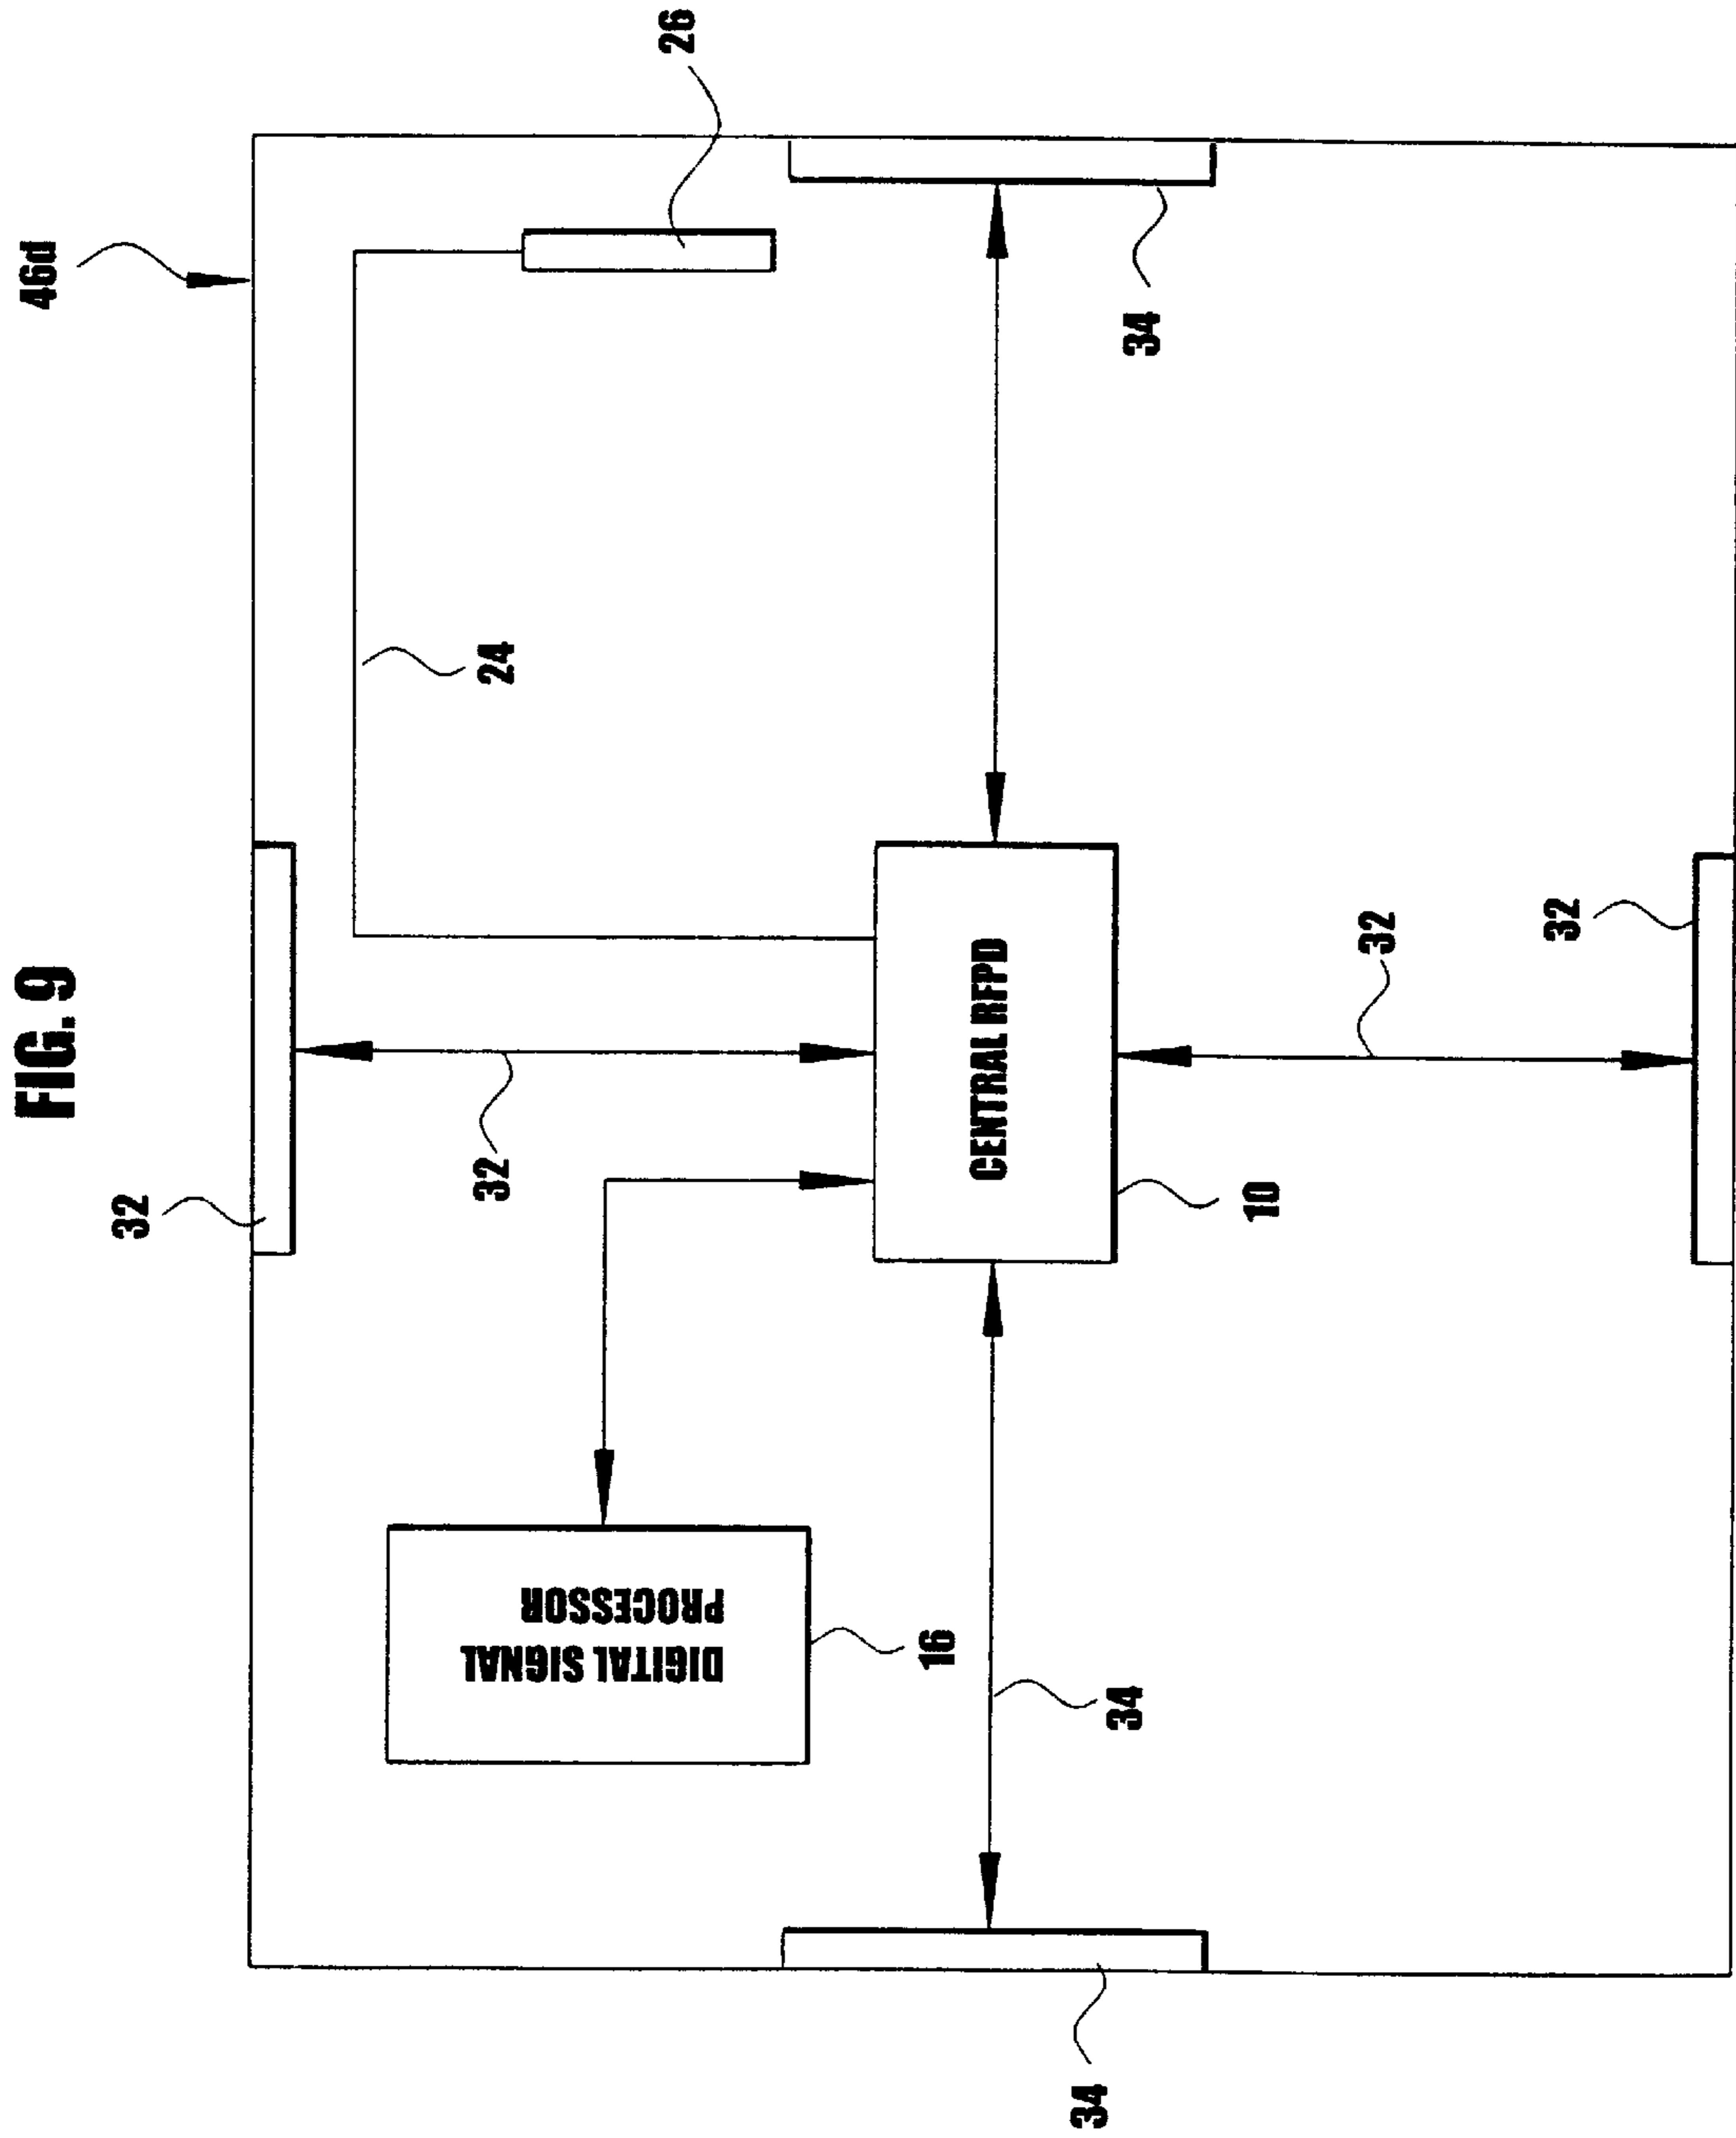 FIG. 9
46d
32
32
24
26
DIGITAL SIGNAL
PROCESSOR
16
CENTRAL RFPD
34
34
34
10
32
32